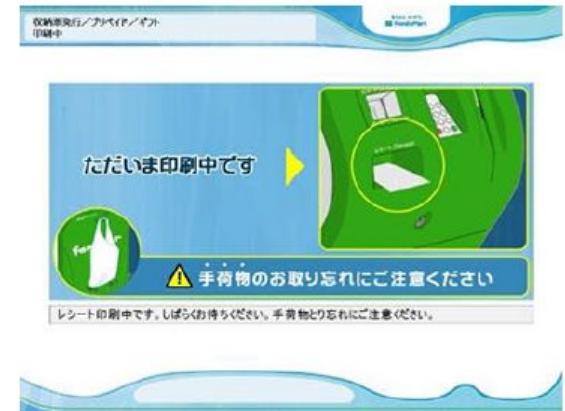 収納票発行/プリペイド/ギフト
印刷中
FamilyMart
ただいま印刷中です
手荷物のお取り忘れにご注意ください
レシート印刷中です。しばらくお待ちください。手荷物とり忘れにご注意ください。